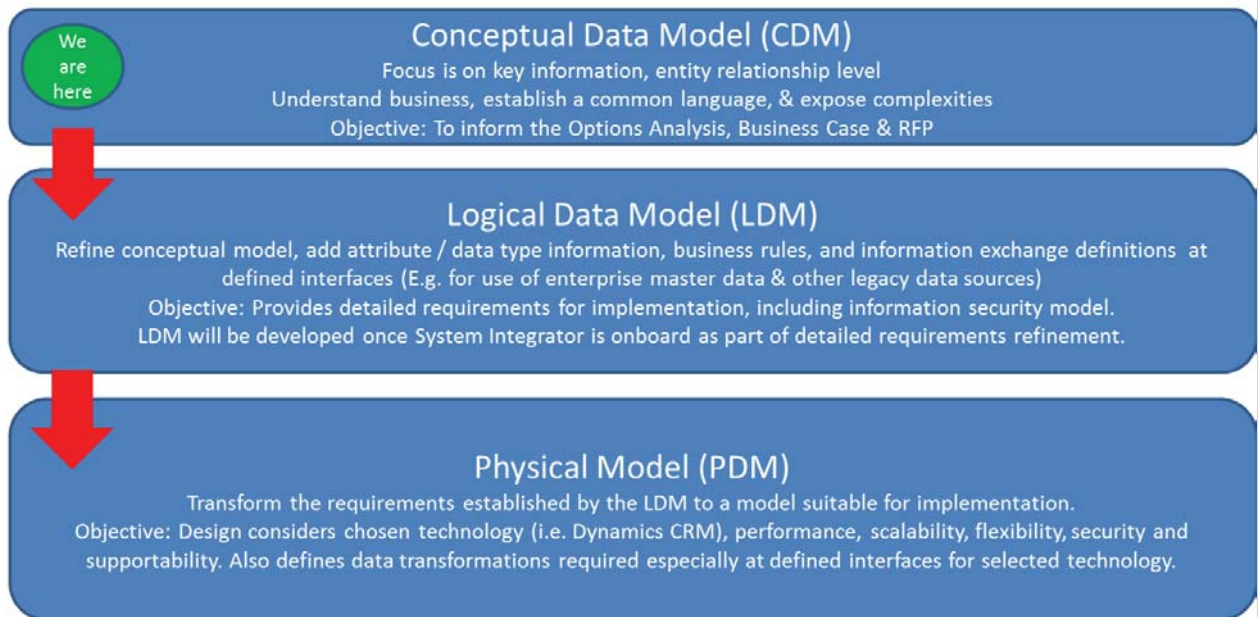 We
are
here
Conceptual Data Model (CDM)
Focus is on key information, entity relationship level
Understand business, establish a common language, & expose complexities
Objective: To inform the Options Analysis, Business Case & RFP
Logical Data Model (LDM)
Refine conceptual model, add attribute / data type information, business rules, and information exchange definitions at
defined interfaces (E.g. for use of enterprise master data & other legacy data sources)
Objective: Provides detailed requirements for implementation, including information security model.
LDM will be developed once System Integrator is onboard as part of detailed requirements refinement.
Physical Model (PDM)
Transform the requirements established by the LDM to a model suitable for implementation.
Objective: Design considers chosen technology (i.e. Dynamics CRM), performance, scalability, flexibility, security and
supportability. Also defines data transformations required especially at defined interfaces for selected technology.